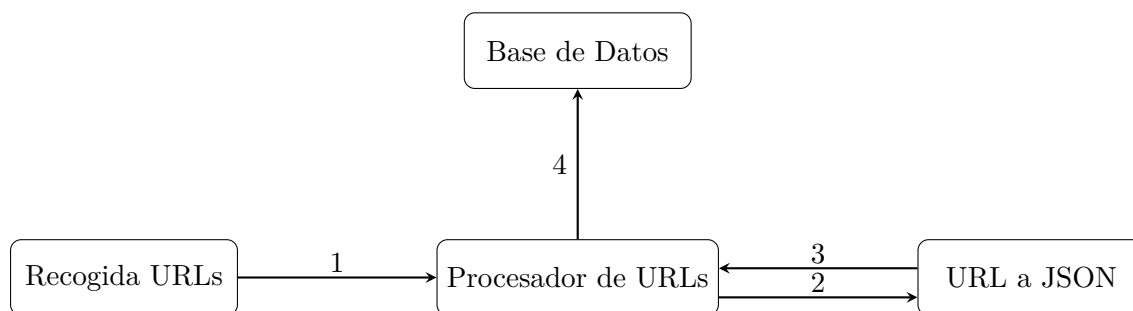 Base de Datos
4
Recogida URLs
1
Procesador de URLs
3
2
URL a JSON